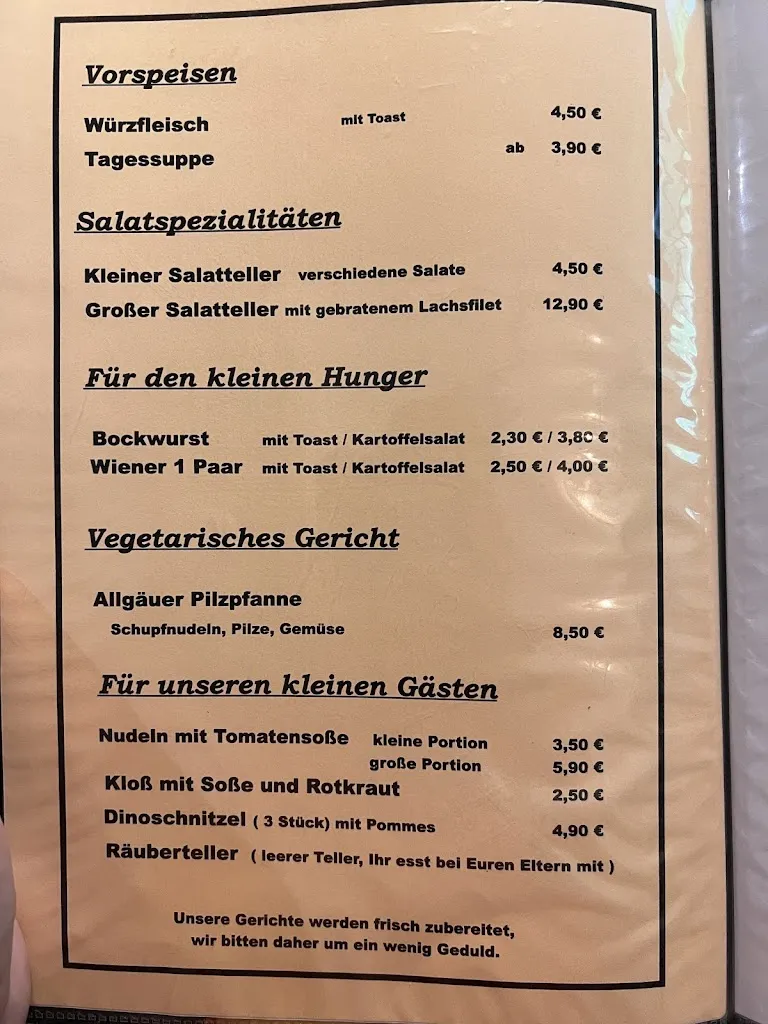 Vorspeisen
Würzfleisch mit Toast 4,50 €
Tagessuppe ab 3,90 €
Salatspezialitäten
Kleiner Salatteller verschiedene Salate 4,50 €
Großer Salatteller mit gebratenem Lachsfilet 12,90 €
Für den kleinen Hunger
Bockwurst mit Toast / Kartoffelsalat 2,30 € / 3,80 €
Wiener 1 Paar mit Toast / Kartoffelsalat 2,50 € / 4,00 €
Vegetarisches Gericht
Allgäuer Pilzpfanne
Schupfnudeln, Pilze, Gemüse 8,50 €
Für unseren kleinen Gästen
Nudeln mit Tomatensoße kleine Portion 3,50 €
große Portion 5,90 €
Kloß mit Soße und Rotkraut 2,50 €
Dinoschnitzel ( 3 Stück) mit Pommes 4,90 €
Räuberteller ( leerer Teller, Ihr esst bei Euren Eltern mit )
Unsere Gerichte werden frisch zubereitet,
wir bitten daher um ein wenig Geduld.